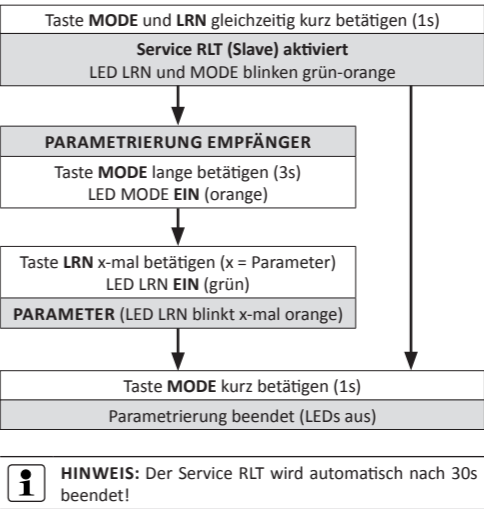 Taste MODE und LRN gleichzeitig kurz betätigen (1s)
Service RLT (Slave) aktiviert
LED LRN und MODE blinken grün-orange
PARAMETRIERUNG EMPFÄNGER
Taste MODE lange betätigen (3s)
LED MODE EIN (orange)
Taste LRN x-mal betätigen (x = Parameter)
LED LRN EIN (grün)
PARAMETER (LED LRN blinkt x-mal orange)
Taste MODE kurz betätigen (1s)
Parametrierung beendet (LEDs aus)
HINWEIS: Der Service RLT wird automatisch nach 30s
beendet!